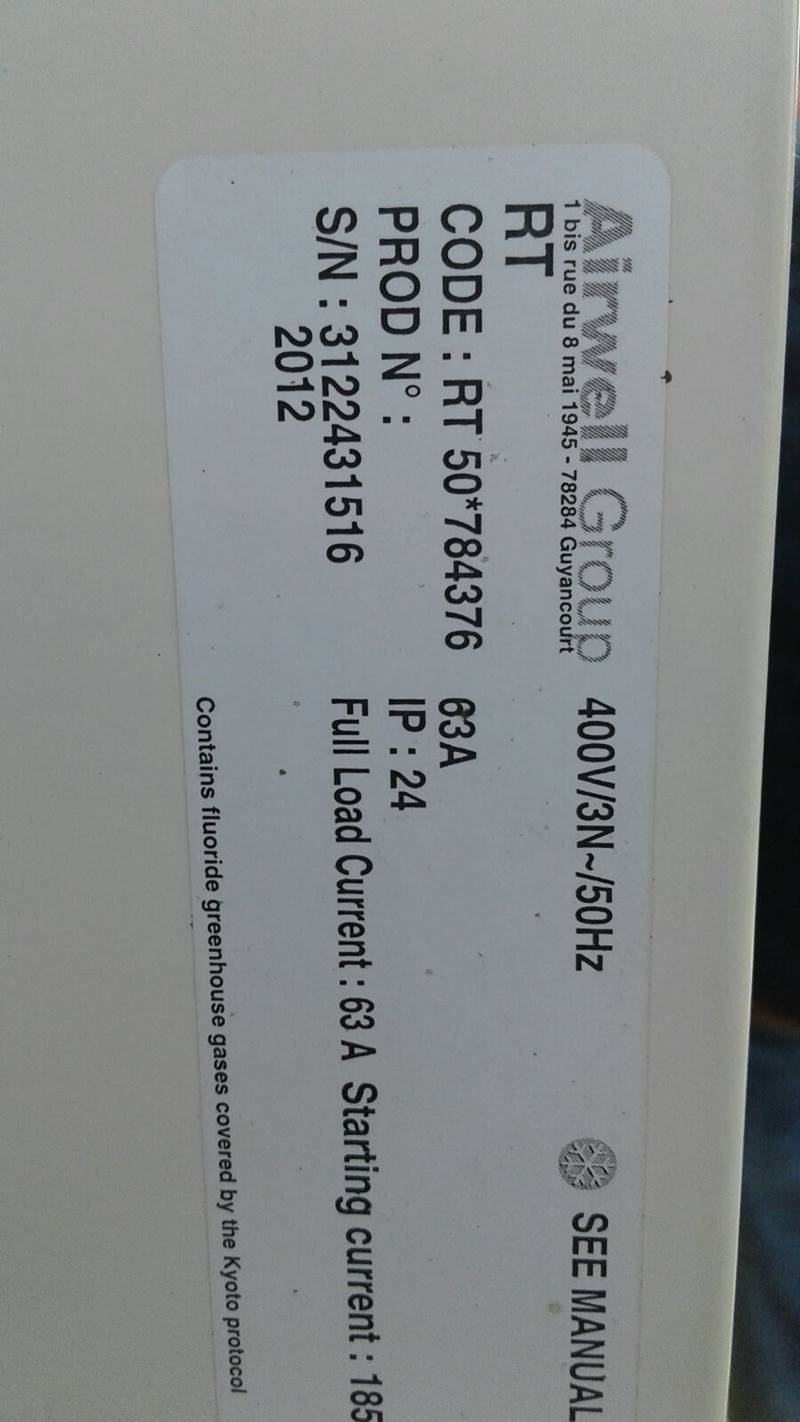 Airwell Group
1 bis rue du 8 mai 1945 - 78284 Guyancourt
RT
CODE : RT 50*784376
PROD N° :
S/N : 3122431516
2012
400V/3N~/50Hz
63A
IP : 24
Full Load Current : 63 A Starting current : 185
SEE MANUAL
Contains fluoride greenhouse gases covered by the Kyoto protocol